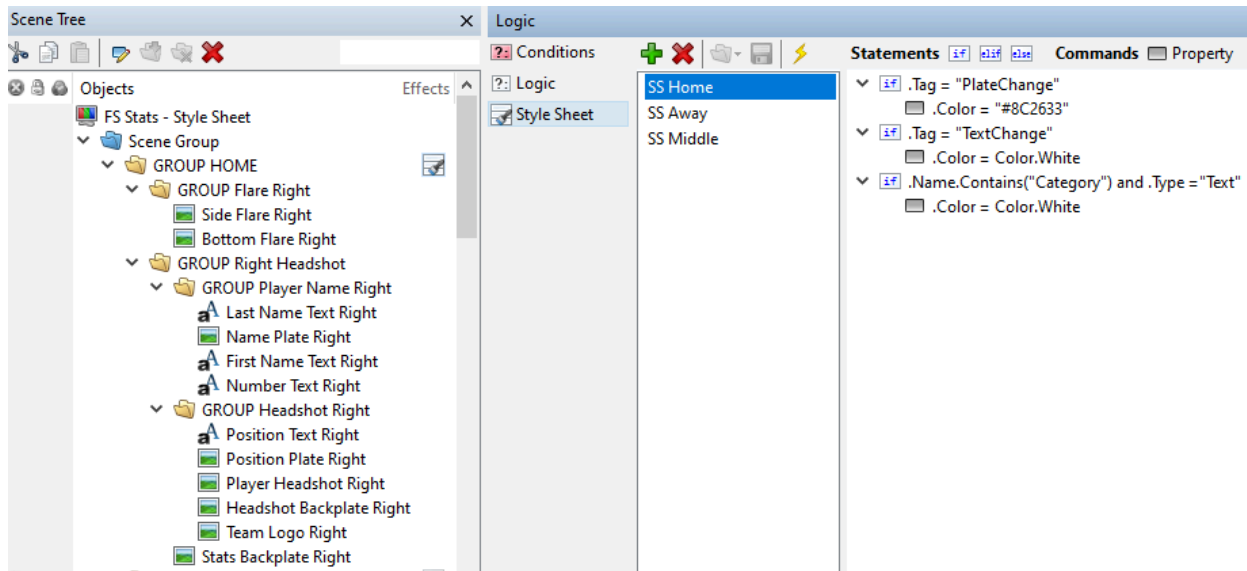 Scene Tree
Objects
Effects
FS Stats - Style Sheet
Scene Group
GROUP HOME
GROUP Flare Right
Side Flare Right
Bottom Flare Right
GROUP Right Headshot
GROUP Player Name Right
Last Name Text Right
Name Plate Right
First Name Text Right
Number Text Right
GROUP Headshot Right
Position Text Right
Position Plate Right
Player Headshot Right
Headshot Backplate Right
Team Logo Right
Stats Backplate Right
Logic
?: Conditions
?: Logic
Style Sheet
SS Home
SS Away
SS Middle
Statements if elif else Commands Property
if .Tag = "PlateChange"
.Color = "#8C2633"
if .Tag = "TextChange"
.Color = Color.White
if .Name.Contains("Category") and .Type ="Text"
.Color = Color.White